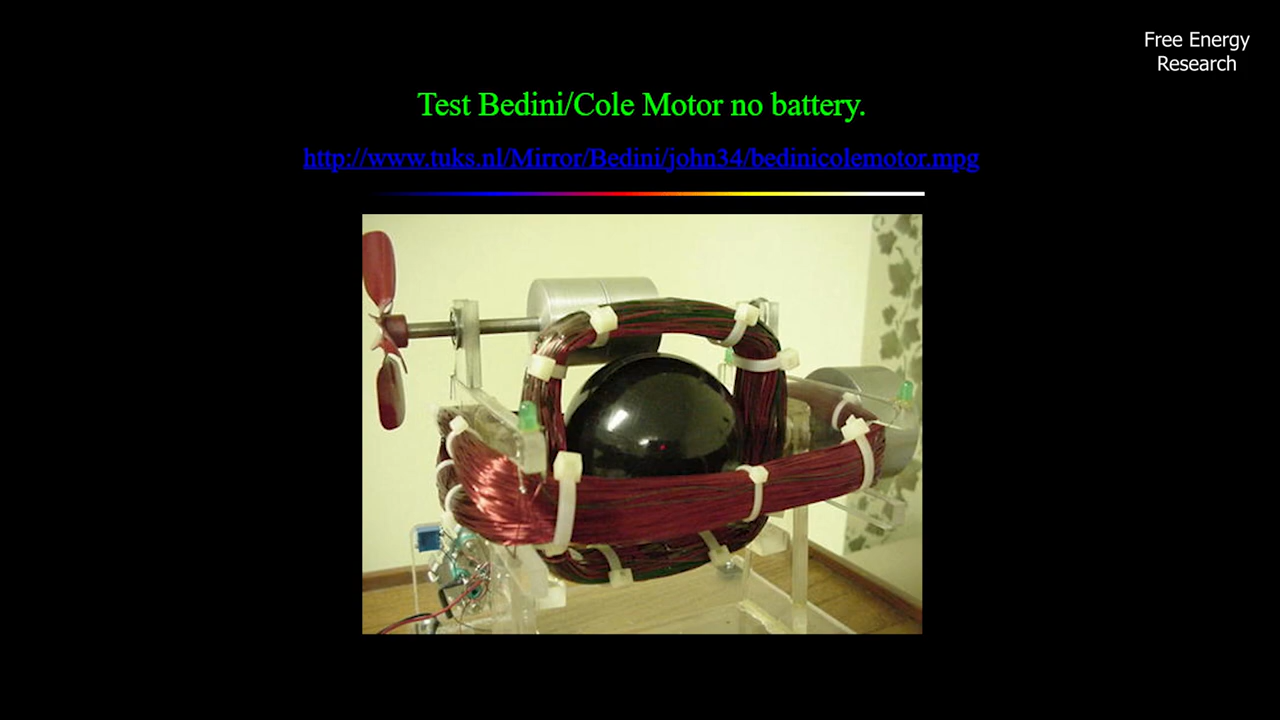 Free Energy
Research
Test Bedini/Cole Motor no battery.
http://www.tuks.nl/Mirror/Bedini/john34/bedinicolemotor.mpg